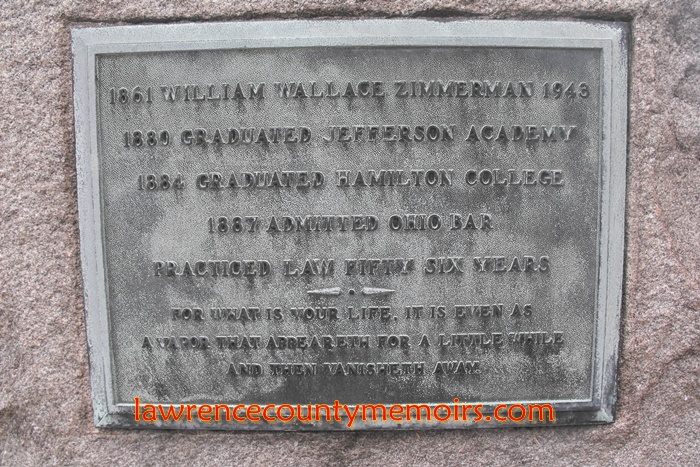 1861 WILLIAM WALLACE ZIMMERMAN 1943
1880 GRADUATED JEFFERSON ACADEMY
1884 GRADUATED HAMILTON COLLEGE
1887 ADMITTED OHIO BAR
PRACTICED LAW FIFTY SIX YEARS
FOR WHAT IS YOUR LIFE, IT IS EVEN AS
A VAPOR THAT APPEARETH FOR A LITTLE WHILE
AND THEN VANISHETH AWAY.
lawrencecountymemoirs.com